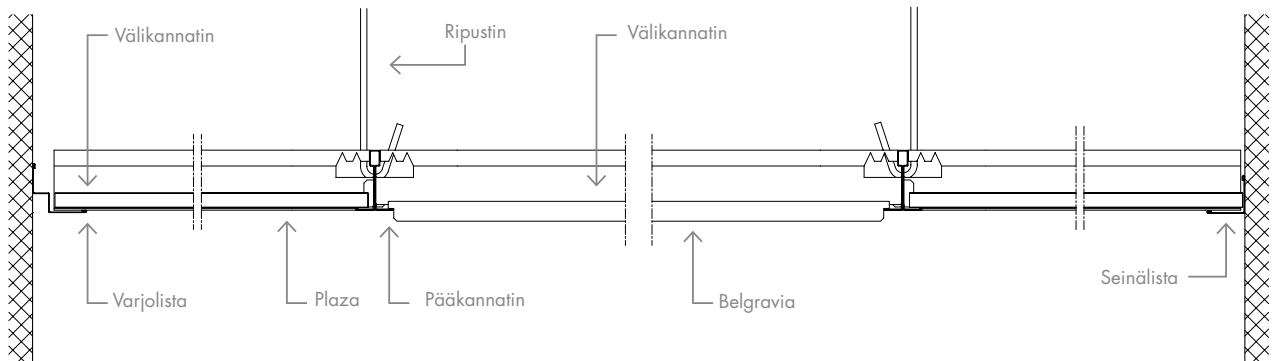 Välikannatin
Ripustin
Välikannatin
Varjolista
Plaza
Pääkannatin
Belgravia
Seinälista